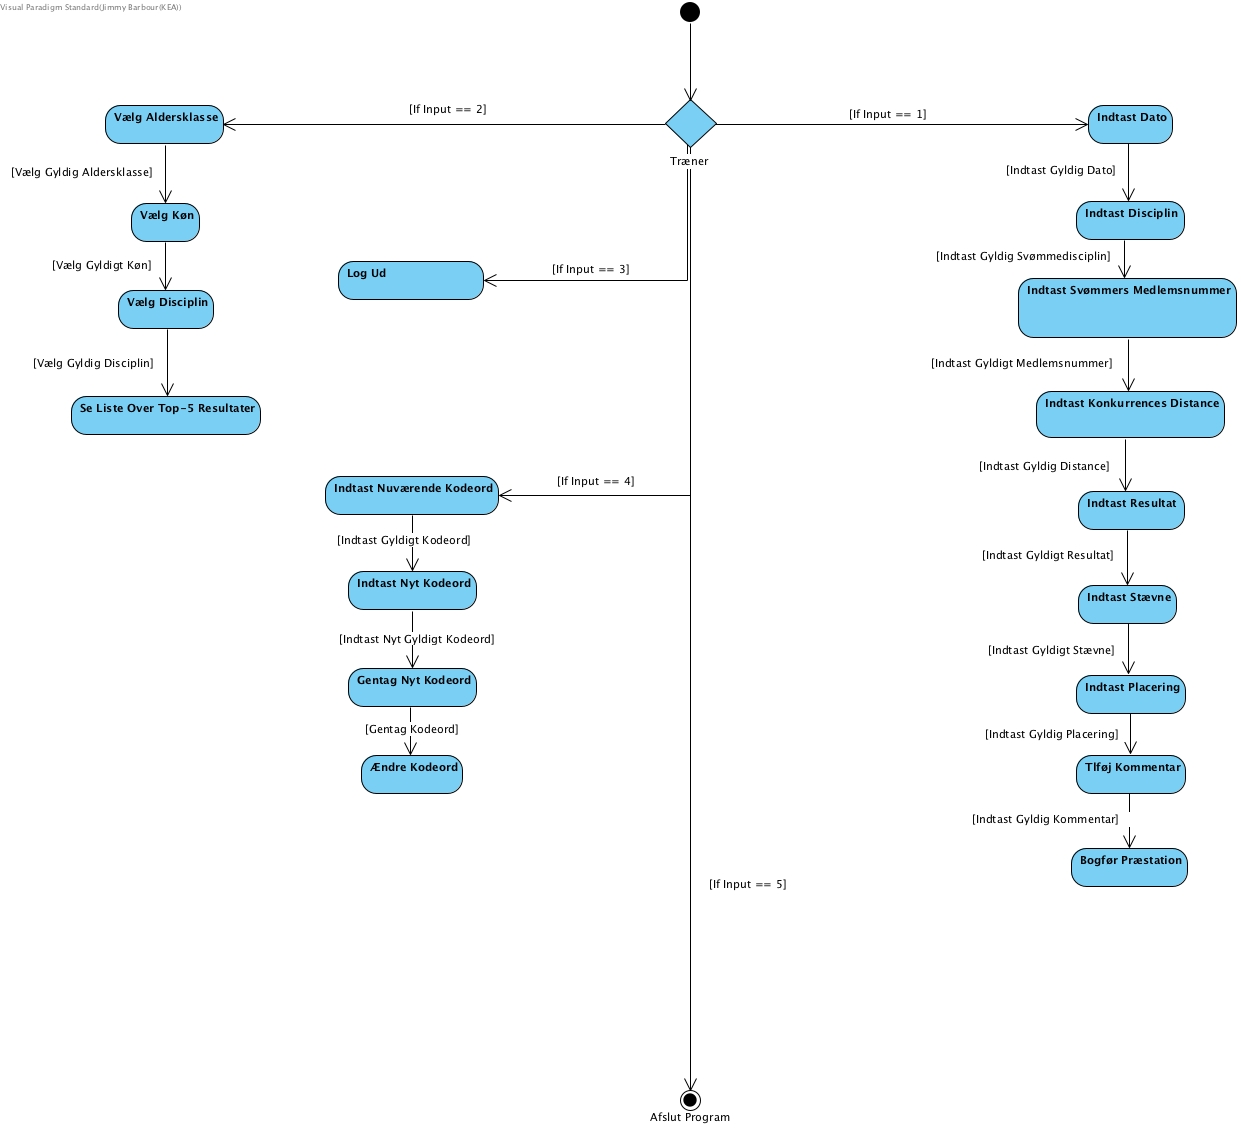 Visual Paradigm Standard(Jimmy Barbour(KEA))
[If Input == 2]
[If Input == 1]
Vælg Aldersklasse
Indtast Dato
Træner
[Vælg Gyldig Aldersklasse]
[Indtast Gyldig Dato]
Vælg Køn
Indtast Disciplin
[Vælg Gyldigt Køn]
[If Input == 3]
[Indtast Gyldig Svømmedisciplin]
Log Ud
Vælg Disciplin
Indtast Svømmers Medlemsnummer
[Vælg Gyldig Disciplin]
[Indtast Gyldigt Medlemsnummer]
Se Liste Over Top-5 Resultater
Indtast Konkurrences Distance
[If Input == 4]
[Indtast Gyldig Distance]
Indtast Nuværende Kodeord
Indtast Resultat
[Indtast Gyldigt Kodeord]
[Indtast Gyldigt Resultat]
Indtast Nyt Kodeord
Indtast Stævne
[Indtast Nyt Gyldigt Kodeord]
[Indtast Gyldigt Stævne]
Gentag Nyt Kodeord
Indtast Placering
[Gentag Kodeord]
[Indtast Gyldig Placering]
Ændre Kodeord
Tlføj Kommentar
[Indtast Gyldig Kommentar]
Bogfør Præstation
[If Input == 5]
Afslut Program